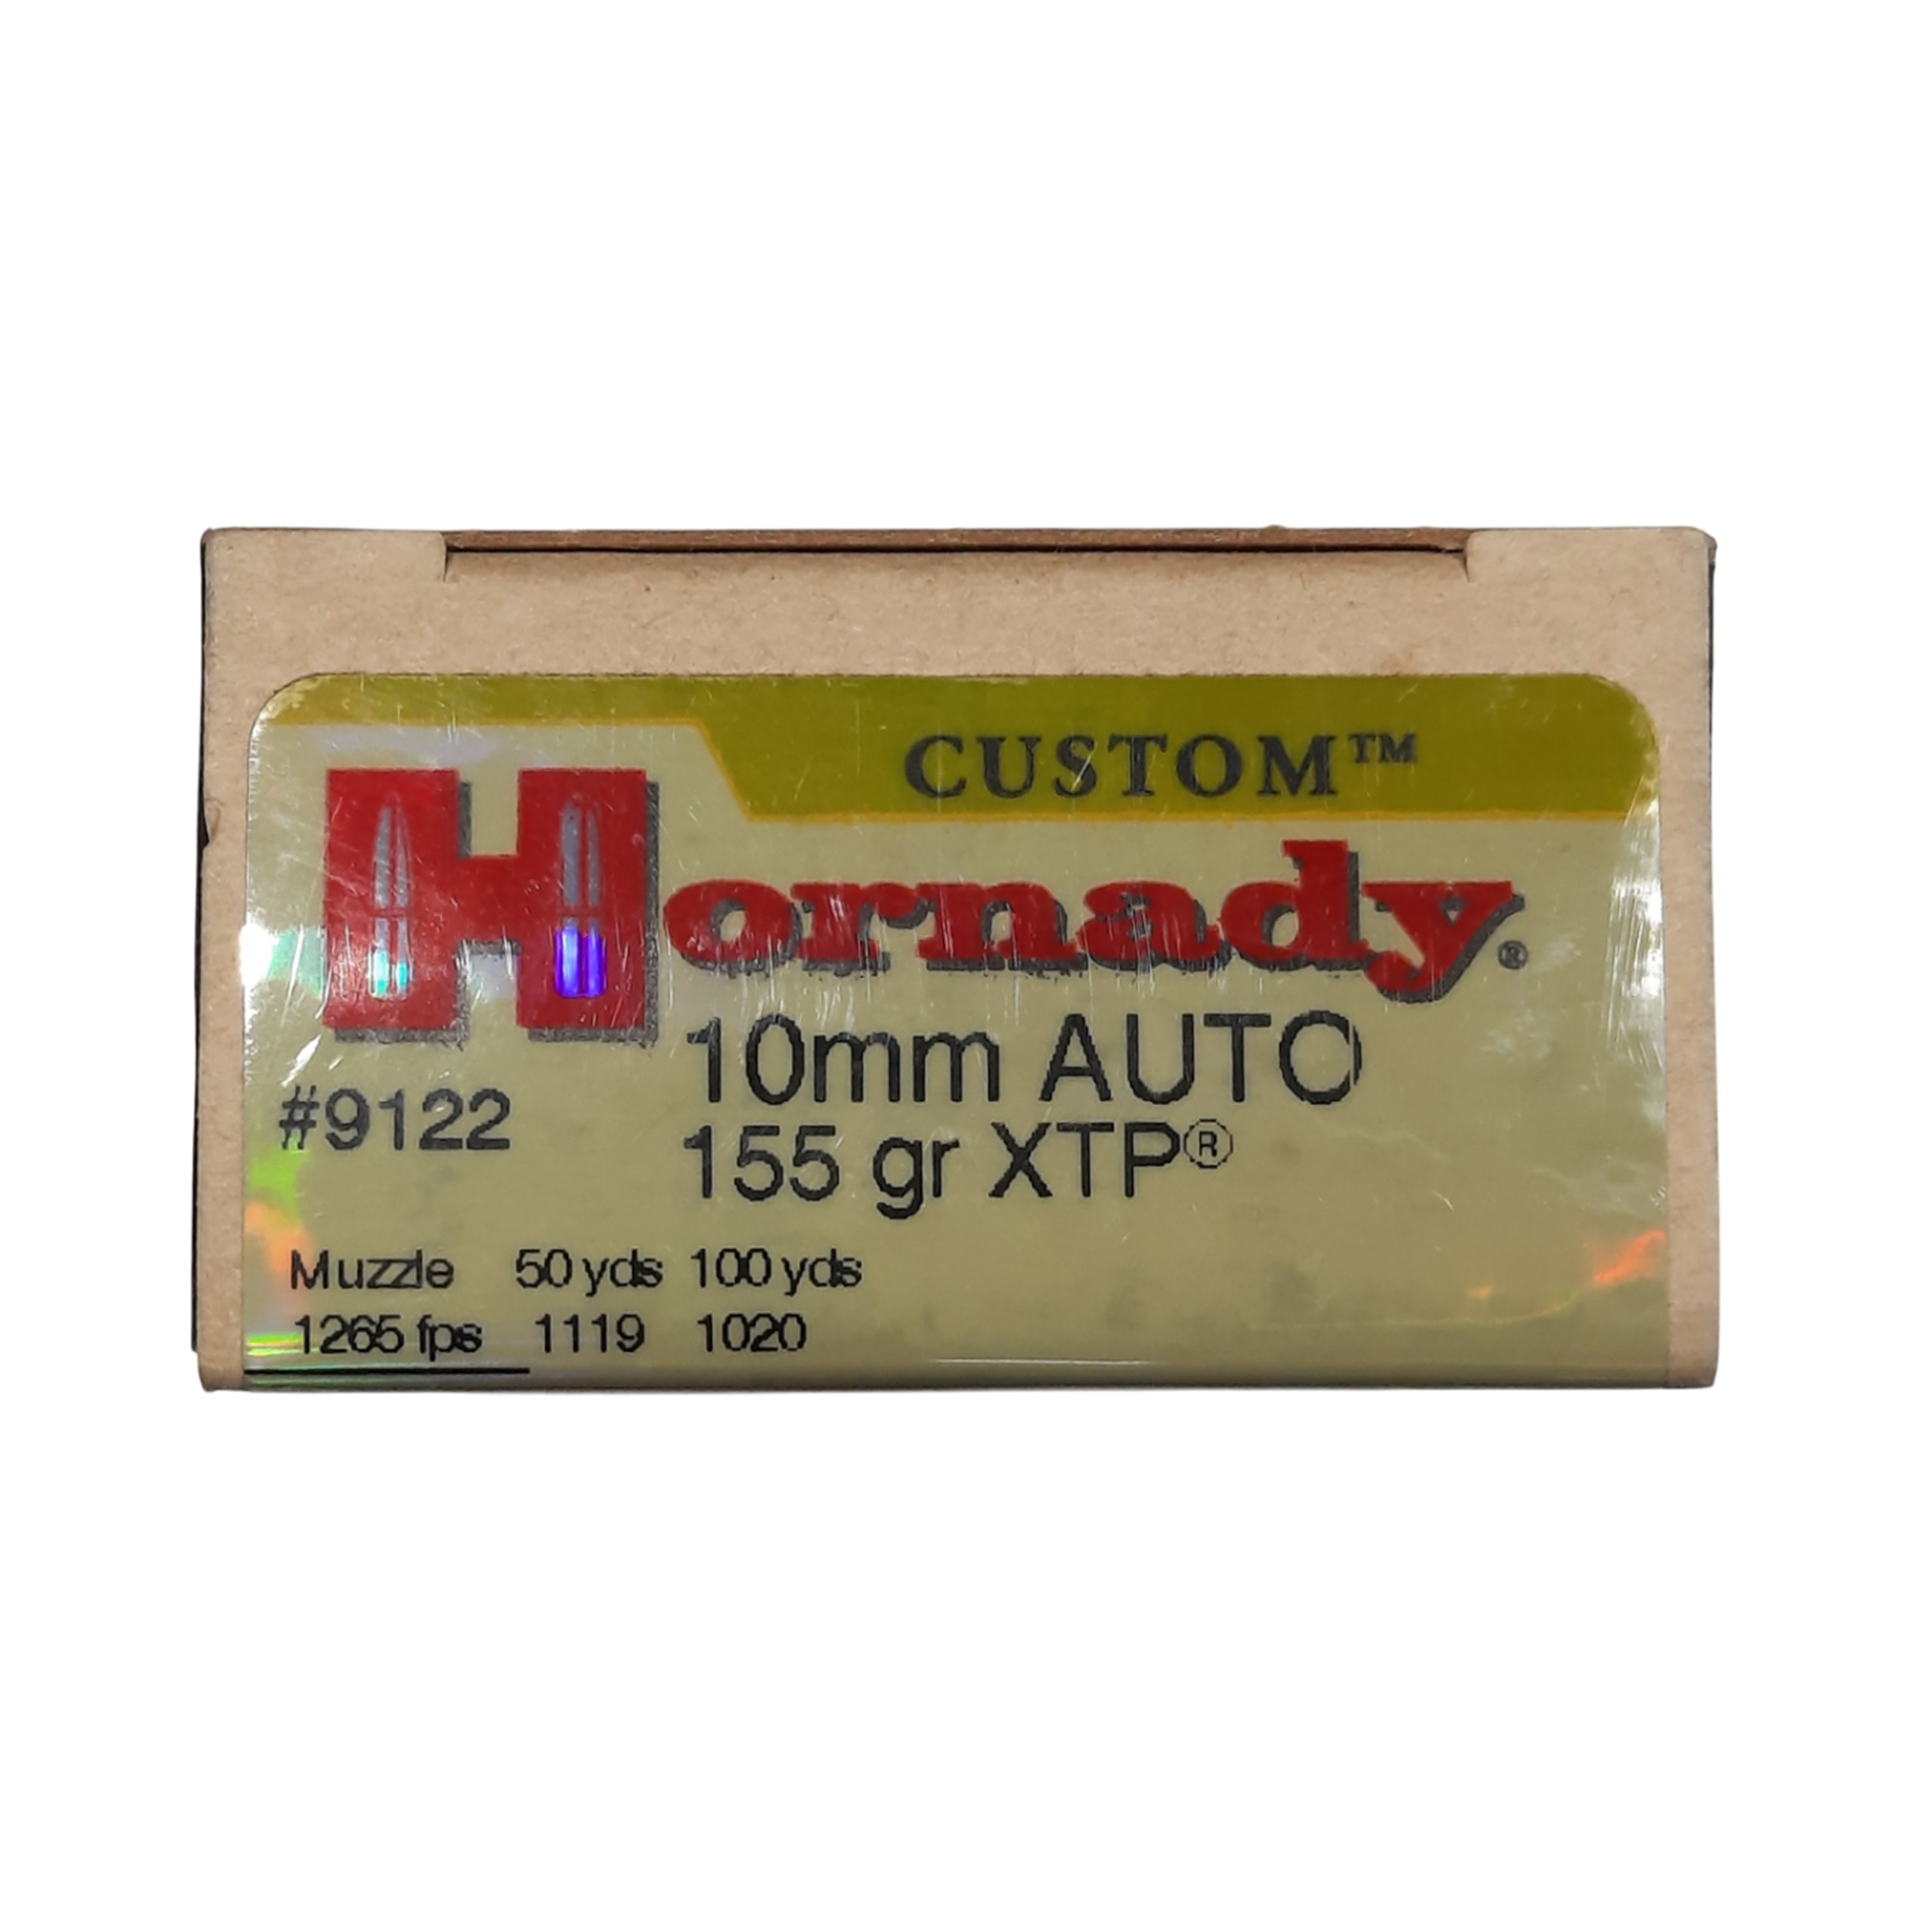 CUSTOM™
Hornady®
10mm AUTO
#9122
155 gr XTP®
Muzzle 50 yds 100 yds
1265 fps 1119 1020